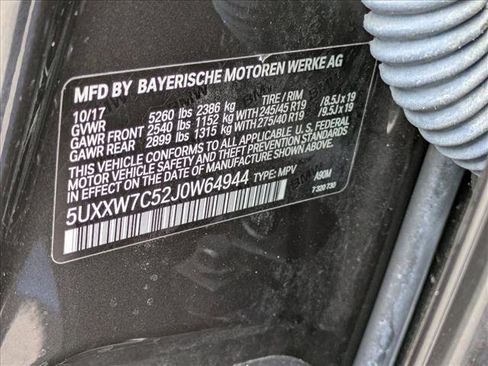 MFD BY BAYERISCHE MOTOREN WERKE AG
10/17 5260 lbs 2386 kg TIRE / RIM
GVWR
GAWR FRONT 2540 lbs 1152 kg WITH 245/45 R19 /8.5J x 19
GAWR REAR 2899 lbs 1315 kg WITH 275/40 R19 /9.5J x 19
THIS VEHICLE CONFORMS TO ALL APPLICABLE U.S. FEDERAL
MOTOR VEHICLE SAFETY AND THEFT PREVENTION STANDARDS
IN EFFECT ON THE DATE OF MANUFACTURE SHOWN ABOVE.
5UXXW7C52J0W64944 TYPE: MPV A90M
7 320 730